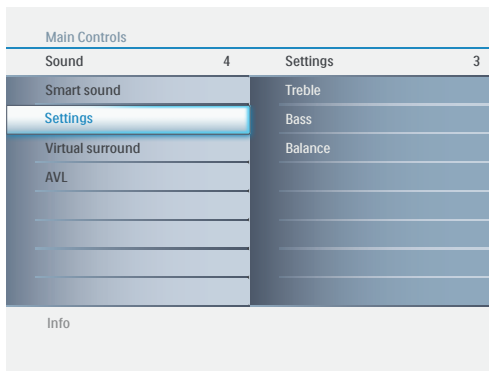 Main Controls
Sound 4 Settings 3
Smart sound Treble
Settings Bass
Virtual surround Balance
AVL
Info